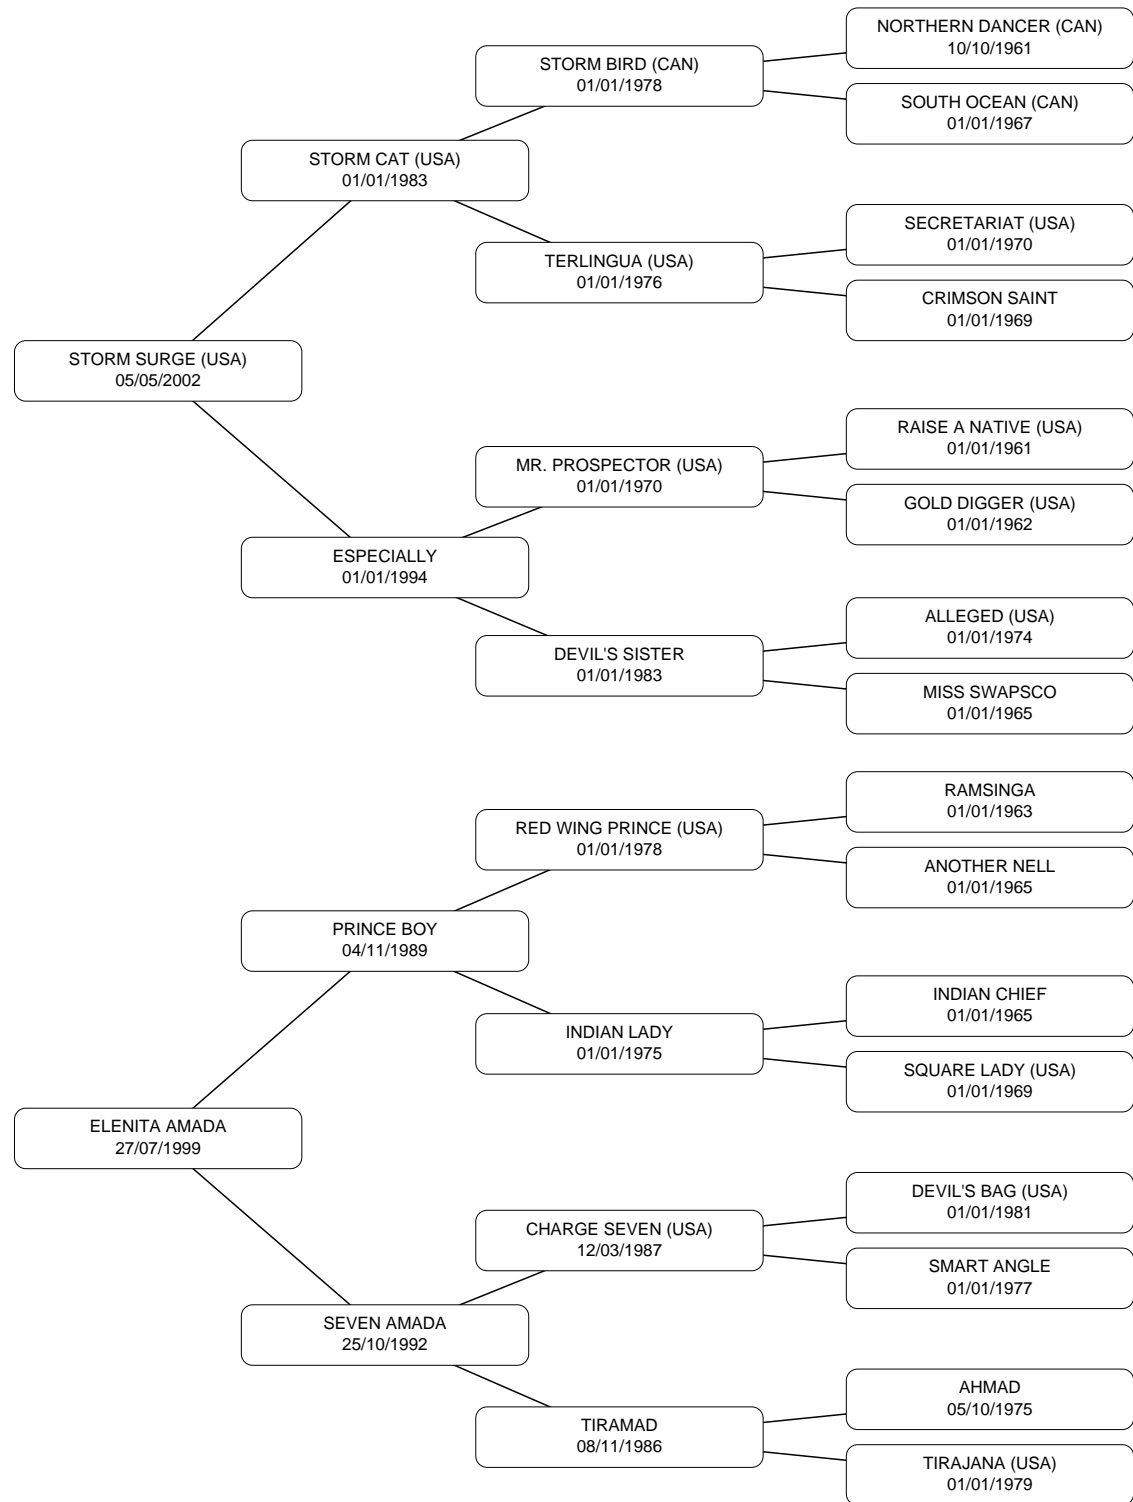 NORTHERN DANCER (CAN)
10/10/1961
STORM BIRD (CAN)
01/01/1978
SOUTH OCEAN (CAN)
01/01/1967
STORM CAT (USA)
01/01/1983
SECRETARIAT (USA)
01/01/1970
TERLINGUA (USA)
01/01/1976
CRIMSON SAINT
01/01/1969
STORM SURGE (USA)
05/05/2002
RAISE A NATIVE (USA)
01/01/1961
MR. PROSPECTOR (USA)
01/01/1970
GOLD DIGGER (USA)
01/01/1962
ESPECIALLY
01/01/1994
ALLEGED (USA)
01/01/1974
DEVIL'S SISTER
01/01/1983
MISS SWAPSCO
01/01/1965
RAMSINGA
01/01/1963
RED WING PRINCE (USA)
01/01/1978
ANOTHER NELL
01/01/1965
PRINCE BOY
04/11/1989
INDIAN CHIEF
01/01/1965
INDIAN LADY
01/01/1975
SQUARE LADY (USA)
01/01/1969
ELENITA AMADA
27/07/1999
DEVIL'S BAG (USA)
01/01/1981
CHARGE SEVEN (USA)
12/03/1987
SMART ANGLE
01/01/1977
SEVEN AMADA
25/10/1992
AHMAD
05/10/1975
TIRAMAD
08/11/1986
TIRAJANA (USA)
01/01/1979